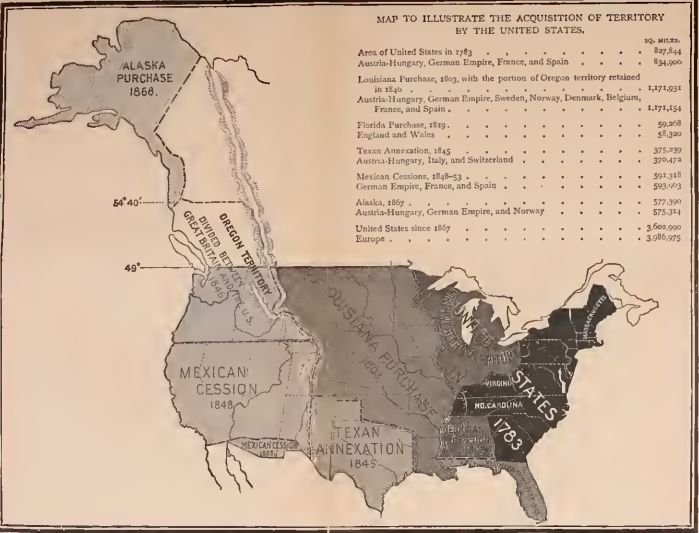 MAP TO ILLUSTRATE THE ACQUISITION OF TERRITORY
BY THE UNITED STATES.
SQ. MILES.
Area of United States in 1783 . . . . . . . 827,844
Austria-Hungary, German Empire, France, and Spain . . . . 834,906
Louisiana Purchase, 1803, with the portion of Oregon territory retained
in 1846 . . . . . . . . . . . 1,171,931
Austria-Hungary, German Empire, Sweden, Norway, Denmark, Belgium,
France, and Spain . . . . . . . . . 1,171,154
Florida Purchase, 1819 . . . . . . . . 59,268
England and Wales . . . . . . . . . 58,320
Texan Annexation, 1845 . . . . . . . . 375,239
Austria-Hungary, Italy, and Switzerland . . . . . . 370,472
Mexican Cessions, 1848-53 . . . . . . . . 591,318
German Empire, France, and Spain . . . . . . .
Alaska, 1867 . . . . . . . . . . 577,390
Austria-Hungary, German Empire, and Norway . . . . . 575,314
United States since 1867 . . . . . . . . 3,602,990
Europe . . . . . . . . . . . 3,986,975
ALASKA
PURCHASE
1866.
54° 40'
OREGON TERRITORY
DIVIDED BETWEEN
GREAT BRITAIN AND THE U.S.
1846
49°
LOUISIANA PURCHASE
1803
MEXICAN
CESSION
1848
MEXICAN CESSION
TEXAN
ANNEXATION
1845
UNITED
STATES
1783
MASSACHUSETTS
VIRGINIA
NO. CAROLINA